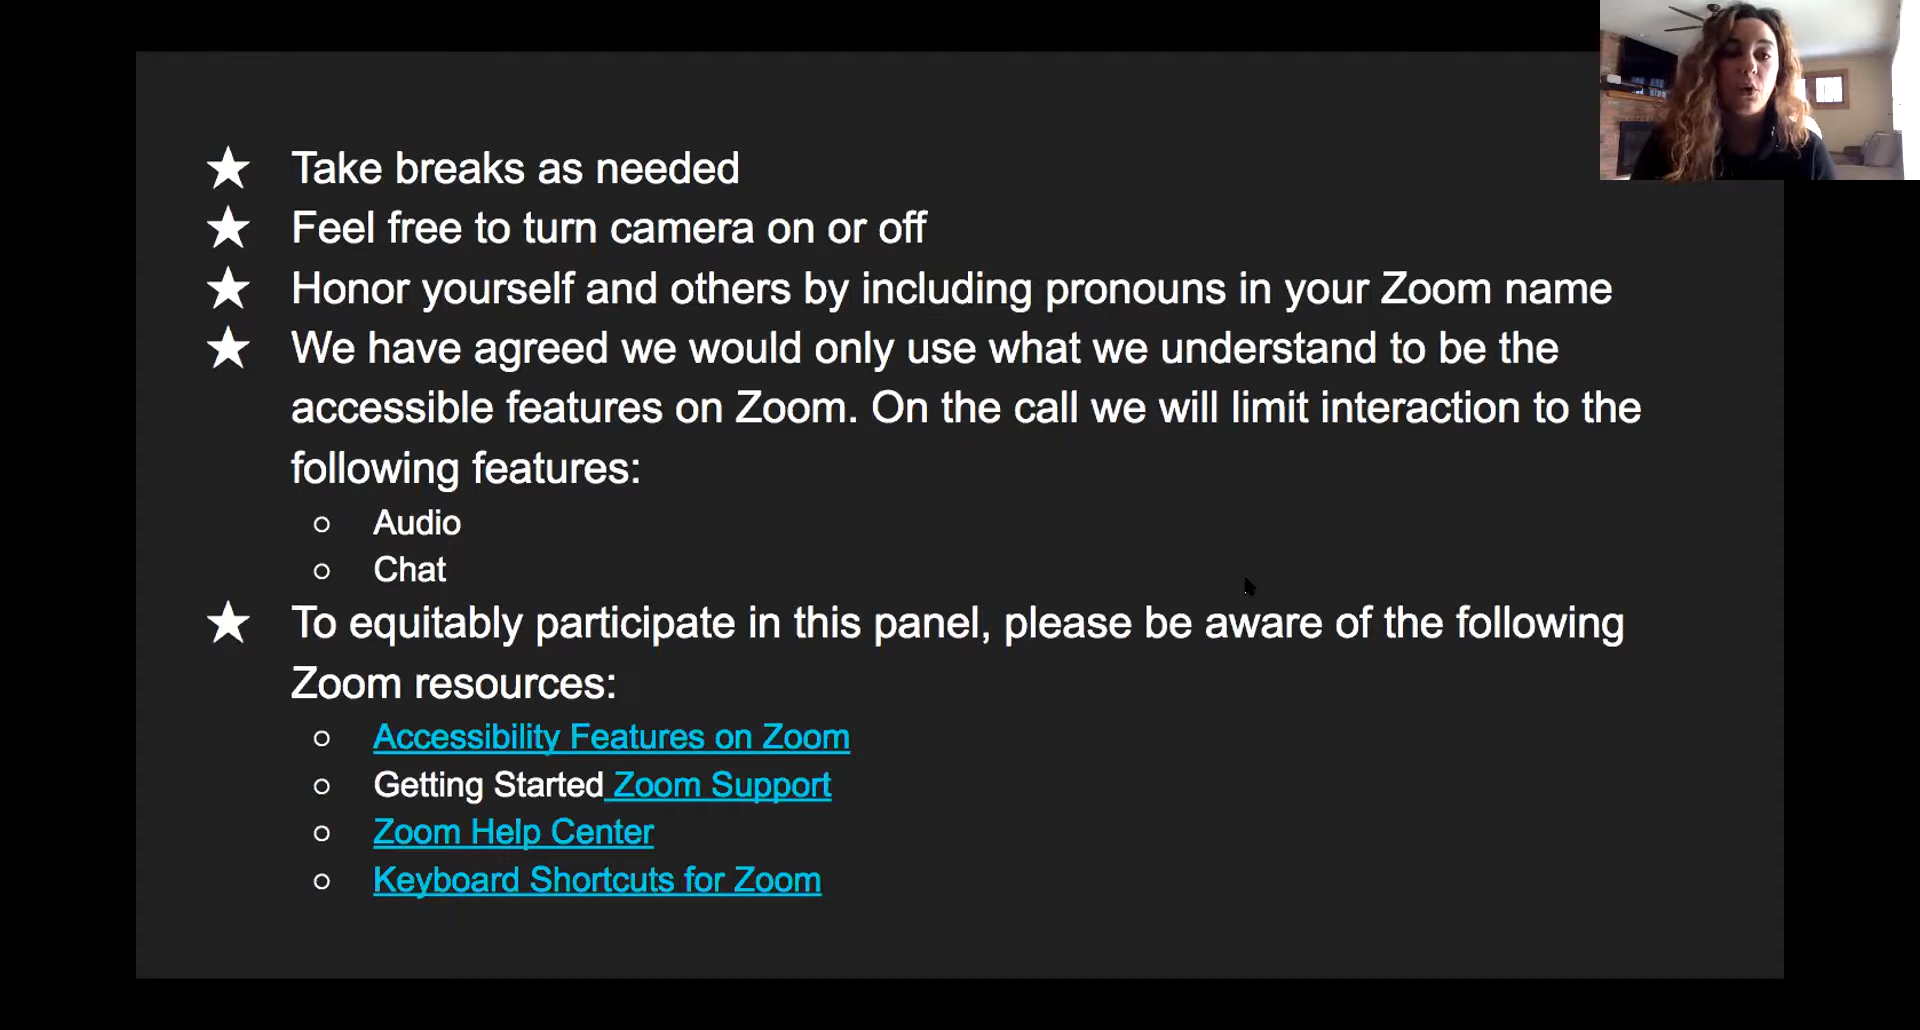 ★ Take breaks as needed
★ Feel free to turn camera on or off
★ Honor yourself and others by including pronouns in your Zoom name
★ We have agreed we would only use what we understand to be the
accessible features on Zoom. On the call we will limit interaction to the
following features:
○ Audio
○ Chat
★ To equitably participate in this panel, please be aware of the following
Zoom resources:
○ Accessibility Features on Zoom
○ Getting Started Zoom Support
○ Zoom Help Center
○ Keyboard Shortcuts for Zoom